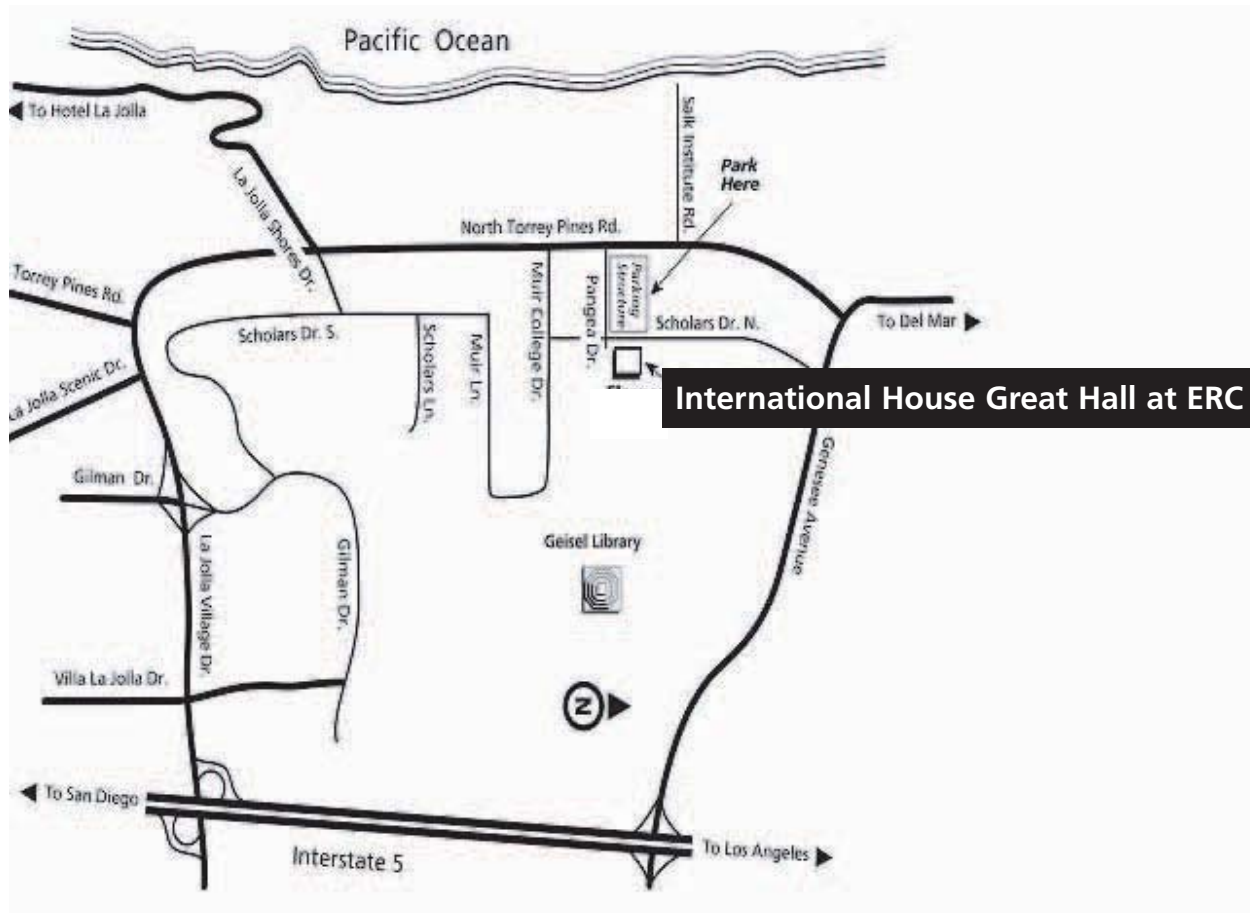 Pacific Ocean
To Hotel La Jolla
Salk Institute Rd.
Park
Here
La Jolla Shores Dr.
North Torrey Pines Rd.
Torrey Pines Rd.
Muir College Dr.
Pangea Dr.
Parking
Structure
Scholars Dr. N.
To Del Mar
Scholars Dr. S.
Scholars Ln.
Muir Ln.
La Jolla Scenic Dr.
International House Great Hall at ERC
Gilman Dr.
Genesee Avenue
La Jolla Village Dr.
Gilman Dr.
Geisel Library
Villa La Jolla Dr.
N
To San Diego
Interstate 5
To Los Angeles